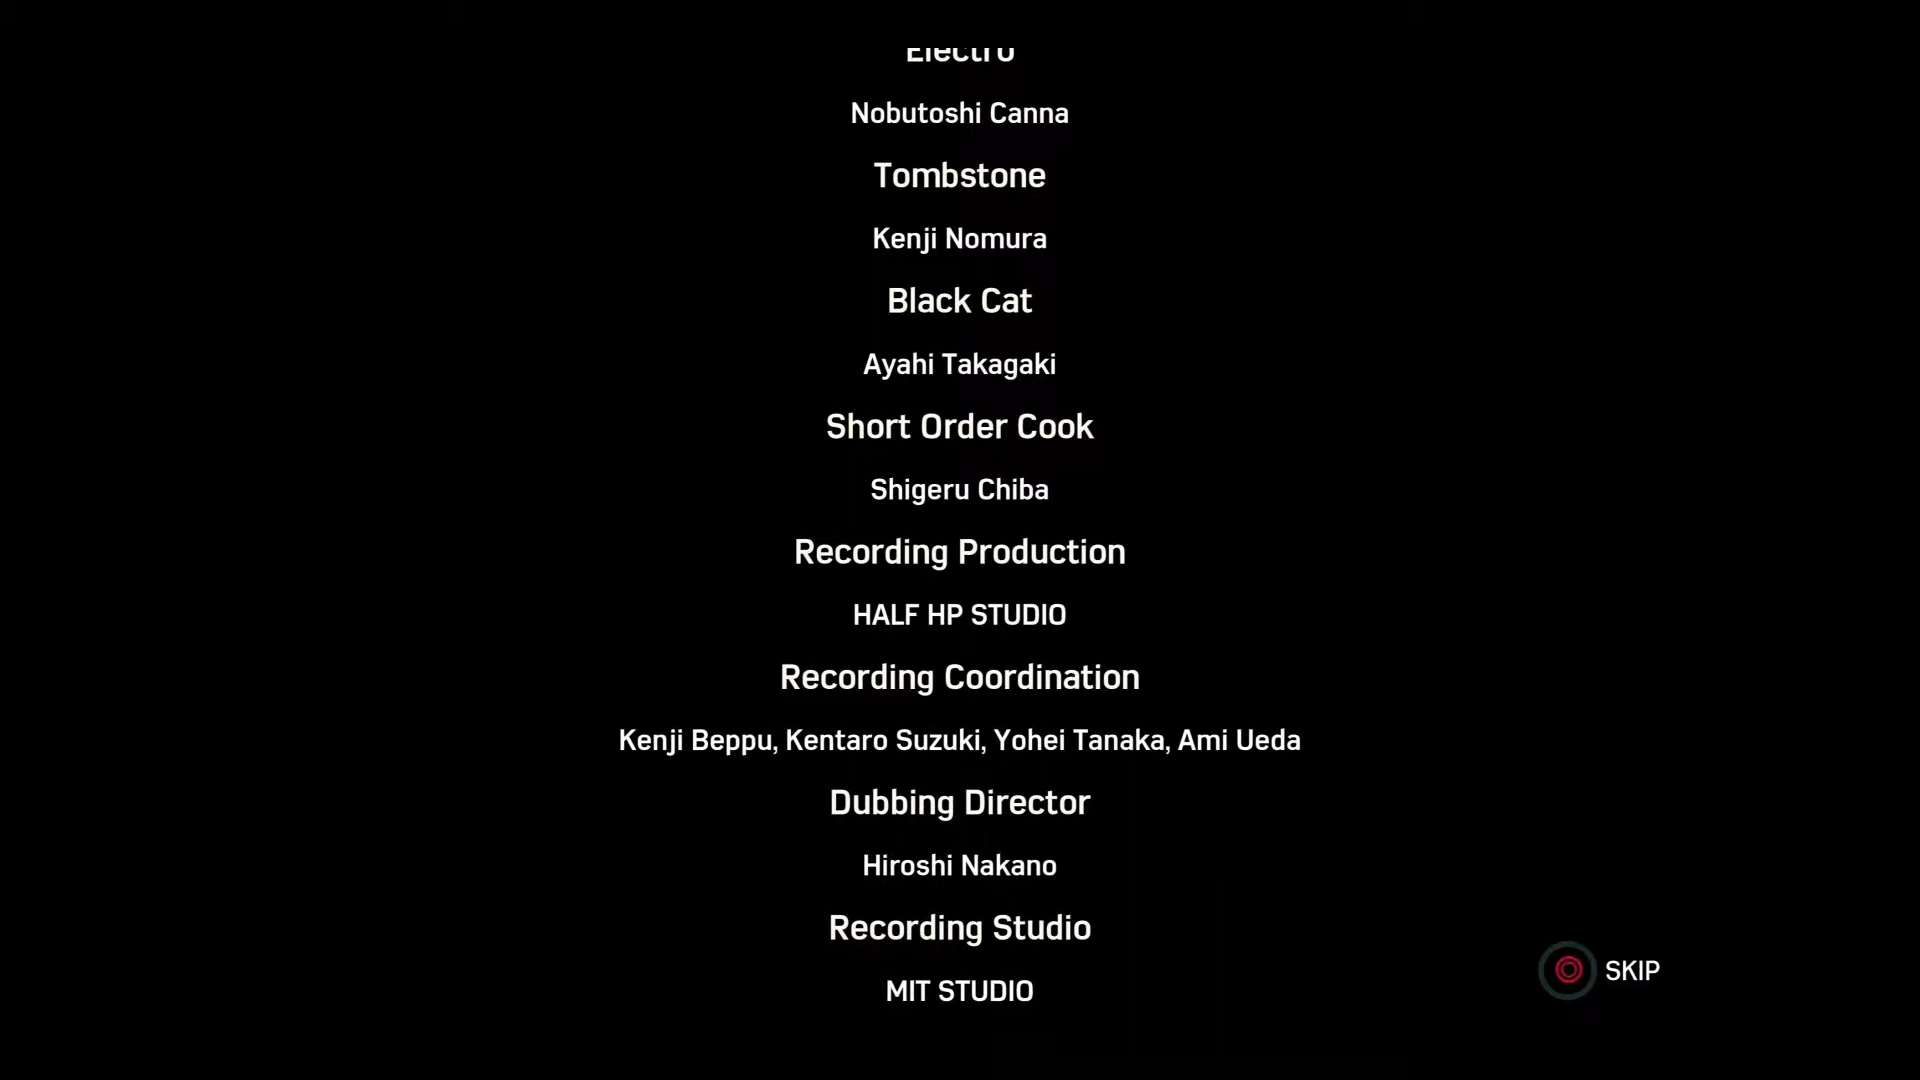 Electro
Nobutoshi Canna
Tombstone
Kenji Nomura
Black Cat
Ayahi Takagaki
Short Order Cook
Shigeru Chiba
Recording Production
HALF HP STUDIO
Recording Coordination
Kenji Beppu, Kentaro Suzuki, Yohei Tanaka, Ami Ueda
Dubbing Director
Hiroshi Nakano
Recording Studio
SKIP
MIT STUDIO